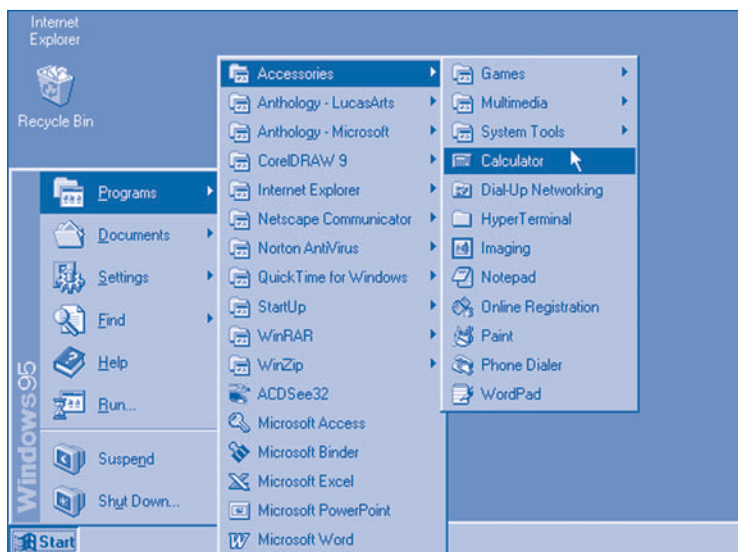 Internet
Explorer
Recycle Bin
Programs
Documents
Settings
Find
Help
Run...
Suspend
Shut Down...
Windows95
Start
Accessories
Anthology - LucasArts
Anthology - Microsoft
CorelDRAW 9
Internet Explorer
Netscape Communicator
Norton AntiVirus
QuickTime for Windows
StartUp
WinRAR
WinZip
ACDSee32
Microsoft Access
Microsoft Binder
Microsoft Excel
Microsoft PowerPoint
Microsoft Word
Games
Multimedia
System Tools
Calculator
Dial-Up Networking
HyperTerminal
Imaging
Notepad
Online Registration
Paint
Phone Dialer
WordPad